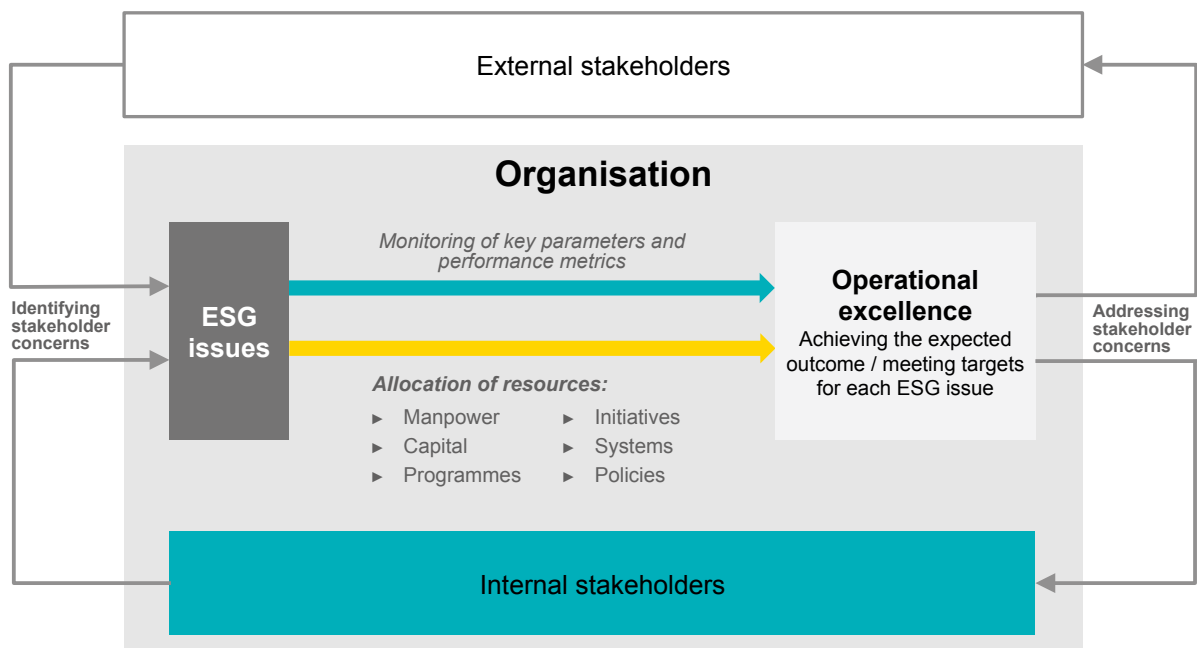 External stakeholders
Organisation
Monitoring of key parameters and
performance metrics
Identifying
stakeholder
concerns
ESG
issues
Operational
excellence
Achieving the expected
outcome / meeting targets
for each ESG issue
Addressing
stakeholder
concerns
Allocation of resources:
► Manpower
► Capital
► Programmes
► Initiatives
► Systems
► Policies
Internal stakeholders